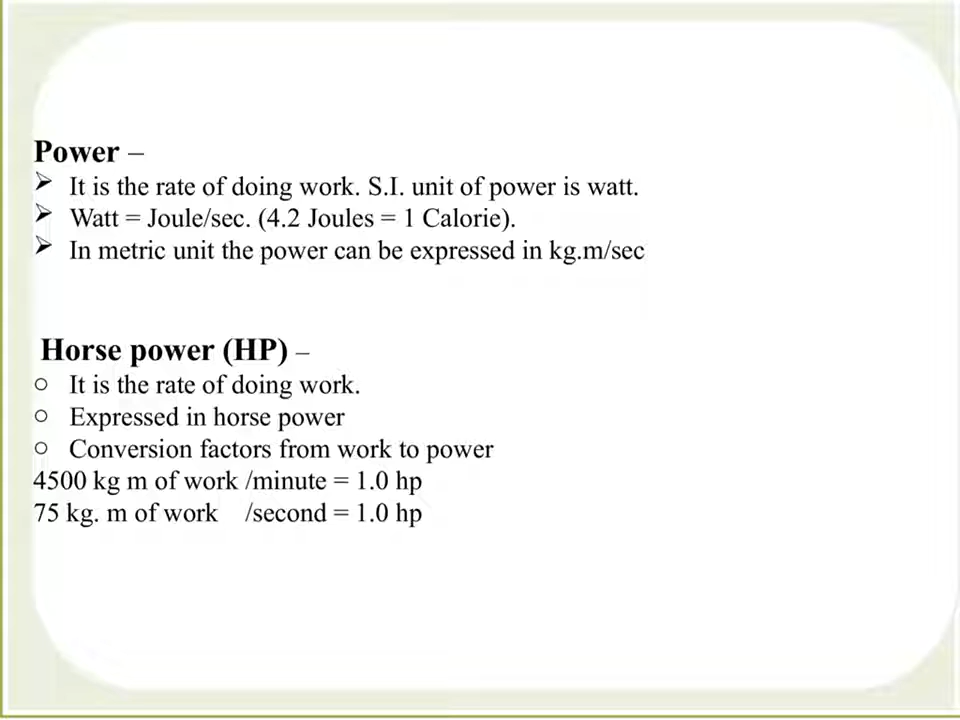 Power –
➢ It is the rate of doing work. S.I. unit of power is watt.
➢ Watt = Joule/sec. (4.2 Joules = 1 Calorie).
➢ In metric unit the power can be expressed in kg.m/sec
Horse power (HP) –
o It is the rate of doing work.
o Expressed in horse power
o Conversion factors from work to power
4500 kg m of work /minute = 1.0 hp
75 kg. m of work /second = 1.0 hp